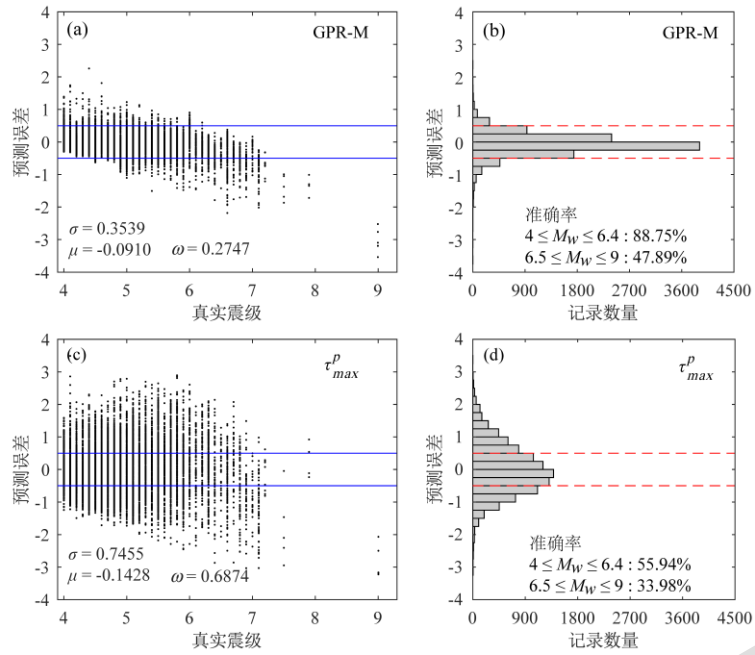 (a)
GPR-M
4
3
2
1
0
-1
-2
-3
-4
预测误差
σ = 0.3539
μ = -0.0910 ω = 0.2747
4 5 6 7 8 9
真实震级
(b)
GPR-M
4
3
2
1
0
-1
-2
-3
-4
预测误差
准确率
4 ≤ M_W ≤ 6.4 : 88.75%
6.5 ≤ M_W ≤ 9 : 47.89%
0 900 1800 2700 3600 4500
记录数量
(c)
τ^p_max
4
3
2
1
0
-1
-2
-3
-4
预测误差
σ = 0.7455
μ = -0.1428 ω = 0.6874
4 5 6 7 8 9
真实震级
(d)
τ^p_max
4
3
2
1
0
-1
-2
-3
-4
预测误差
准确率
4 ≤ M_W ≤ 6.4 : 55.94%
6.5 ≤ M_W ≤ 9 : 33.98%
0 900 1800 2700 3600 4500
记录数量